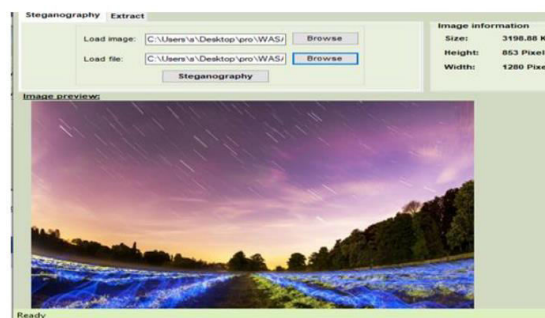 Steganography Extract
Load image: C:\Users\s\Desktop\pro\WAS/ Browse
Load file: C:\Users\s\Desktop\pro\WAS/ Browse
Steganography
Image information
Size: 3198.88 K
Height: 853 Pixel
Width: 1280 Pixe
Image preview:
Ready